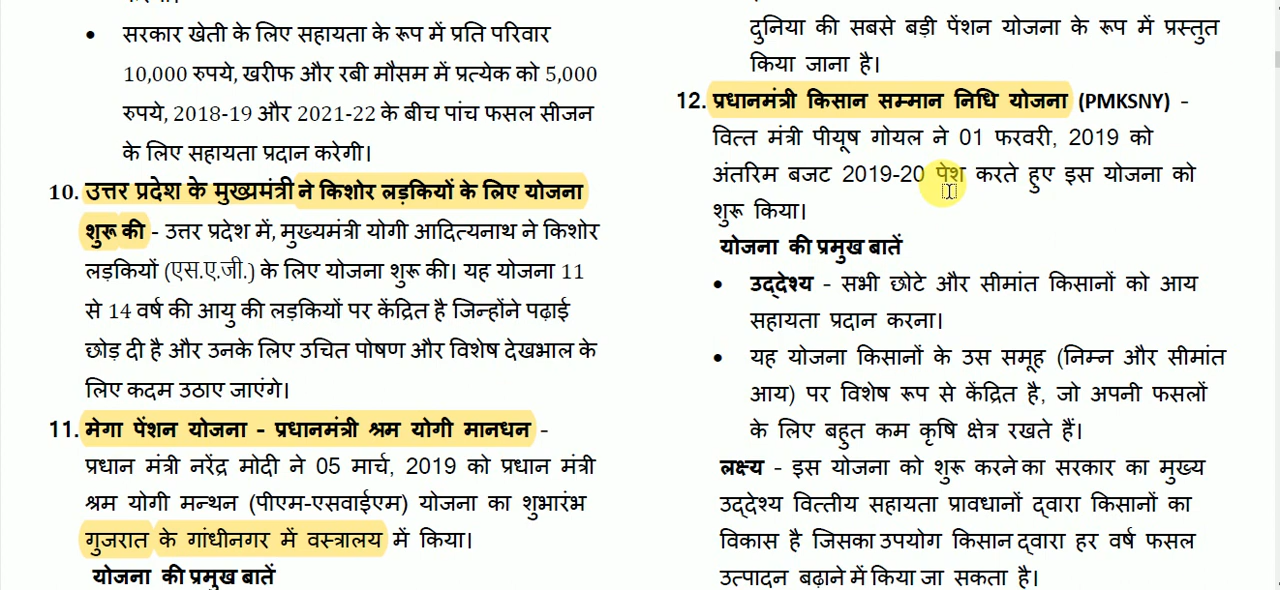 • सरकार खेती के लिए सहायता के रूप में प्रति परिवार
10,000 रुपये, खरीफ और रबी मौसम में प्रत्येक को 5,000
रुपये, 2018-19 और 2021-22 के बीच पांच फसल सीजन
के लिए सहायता प्रदान करेगी।
10. उत्तर प्रदेश के मुख्यमंत्री ने किशोर लड़कियों के लिए योजना
शुरू की - उत्तर प्रदेश में, मुख्यमंत्री योगी आदित्यनाथ ने किशोर
लड़कियों (एस.ए.जी.) के लिए योजना शुरू की। यह योजना 11
से 14 वर्ष की आयु की लड़कियों पर केंद्रित है जिन्होंने पढ़ाई
छोड़ दी है और उनके लिए उचित पोषण और विशेष देखभाल के
लिए कदम उठाए जाएंगे।
11. मेगा पेंशन योजना - प्रधानमंत्री श्रम योगी मानधन -
प्रधान मंत्री नरेंद्र मोदी ने 05 मार्च, 2019 को प्रधान मंत्री
श्रम योगी मन्थन (पीएम-एसवाईएम) योजना का शुभारंभ
गुजरात के गांधीनगर में वस्त्रालय में किया।
योजना की प्रमुख बातें
दुनिया की सबसे बड़ी पेंशन योजना के रूप में प्रस्तुत
किया जाना है।
12. प्रधानमंत्री किसान सम्मान निधि योजना (PMKSNY) -
वित्त मंत्री पीयूष गोयल ने 01 फरवरी, 2019 को
अंतरिम बजट 2019-20 पेश करते हुए इस योजना को
शुरू किया।
योजना की प्रमुख बातें
• उद्देश्य - सभी छोटे और सीमांत किसानों को आय
सहायता प्रदान करना।
• यह योजना किसानों के उस समूह (निम्न और सीमांत
आय) पर विशेष रूप से केंद्रित है, जो अपनी फसलों
के लिए बहुत कम कृषि क्षेत्र रखते हैं।
लक्ष्य - इस योजना को शुरू करने का सरकार का मुख्य
उद्देश्य वित्तीय सहायता प्रावधानों द्वारा किसानों का
विकास है जिसका उपयोग किसान द्वारा हर वर्ष फसल
उत्पादन बढ़ाने में किया जा सकता है।